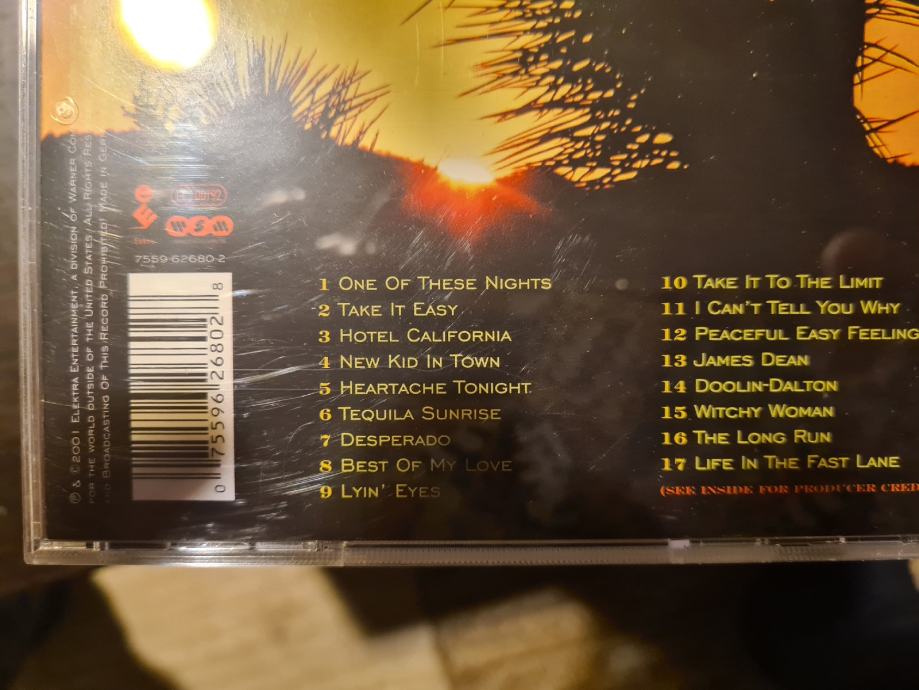 ℗ & © 2001 Elektra Entertainment, a division of Warner
for the world outside of the United States. All Rights
and Broadcasting Of This Record Prohibited! Made in
7559-62680-2
0 75596 26802 8
1 One Of These Nights
2 Take It Easy
3 Hotel California
4 New Kid In Town
5 Heartache Tonight
6 Tequila Sunrise
7 Desperado
8 Best Of My Love
9 Lyin' Eyes
10 Take It To The Limit
11 I Can't Tell You Why
12 Peaceful Easy Feeling
13 James Dean
14 Doolin-Dalton
15 Witchy Woman
16 The Long Run
17 Life In The Fast Lane
(SEE INSIDE FOR PRODUCER CRED